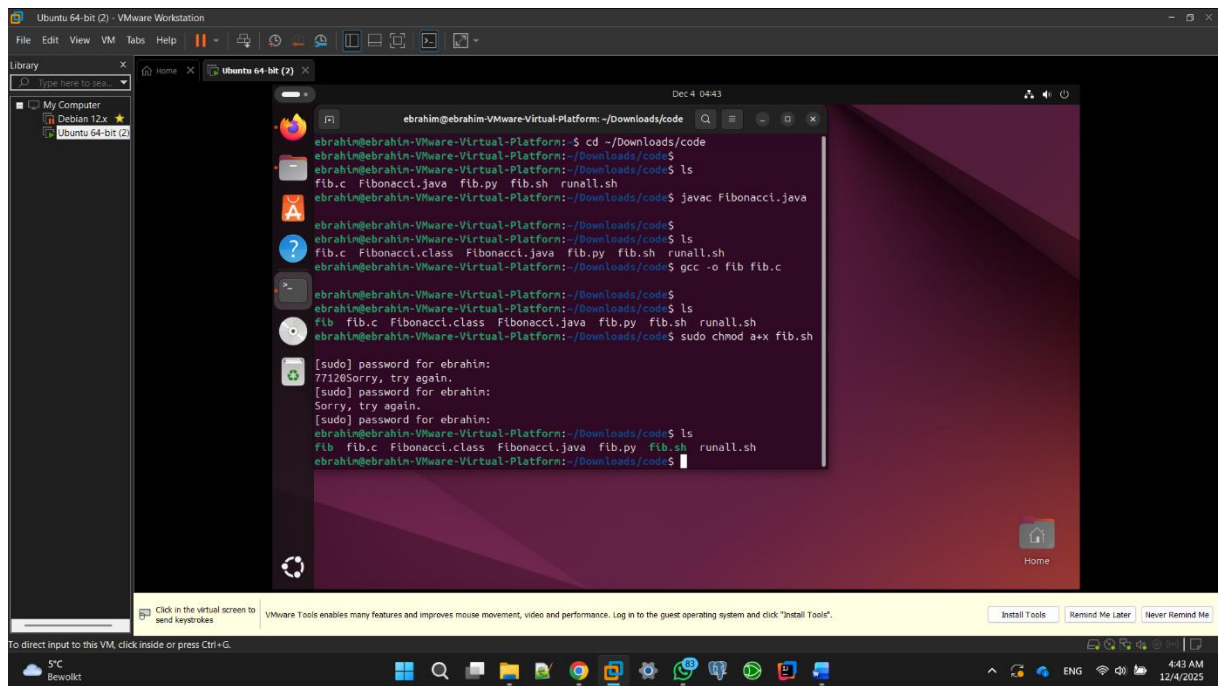 Ubuntu 64-bit (2) - VMware Workstation
File Edit View VM Tabs Help
Library
Type here to sea...
My Computer
Debian 12.x
Ubuntu 64-bit (2)
Home
Ubuntu 64-bit (2)
Dec 4 04:43
ebrahim@ebrahim-VMware-Virtual-Platform: ~/Downloads/code
ebrahim@ebrahim-VMware-Virtual-Platform:~$ cd ~/Downloads/code
ebrahim@ebrahim-VMware-Virtual-Platform:~/Downloads/code$
ebrahim@ebrahim-VMware-Virtual-Platform:~/Downloads/code$ ls
fib.c Fibonacci.java fib.py fib.sh runall.sh
ebrahim@ebrahim-VMware-Virtual-Platform:~/Downloads/code$ javac Fibonacci.java
ebrahim@ebrahim-VMware-Virtual-Platform:~/Downloads/code$
ebrahim@ebrahim-VMware-Virtual-Platform:~/Downloads/code$ ls
fib.c Fibonacci.class Fibonacci.java fib.py fib.sh runall.sh
ebrahim@ebrahim-VMware-Virtual-Platform:~/Downloads/code$ gcc -o fib fib.c
ebrahim@ebrahim-VMware-Virtual-Platform:~/Downloads/code$
ebrahim@ebrahim-VMware-Virtual-Platform:~/Downloads/code$ ls
fib fib.c Fibonacci.class Fibonacci.java fib.py fib.sh runall.sh
ebrahim@ebrahim-VMware-Virtual-Platform:~/Downloads/code$ sudo chmod a+x fib.sh
[sudo] password for ebrahim:
77120Sorry, try again.
[sudo] password for ebrahim:
Sorry, try again.
[sudo] password for ebrahim:
ebrahim@ebrahim-VMware-Virtual-Platform:~/Downloads/code$ ls
fib fib.c Fibonacci.class Fibonacci.java fib.py fib.sh runall.sh
ebrahim@ebrahim-VMware-Virtual-Platform:~/Downloads/code$
Home
Click in the virtual screen to
send keystrokes
VMware Tools enables many features and improves mouse movement, video and performance. Log in to the guest operating system and click "Install Tools".
Install Tools
Remind Me Later
Never Remind Me
To direct input to this VM, click inside or press Ctrl+G.
5°C
Bewolkt
83
ENG
4:43 AM
12/4/2025